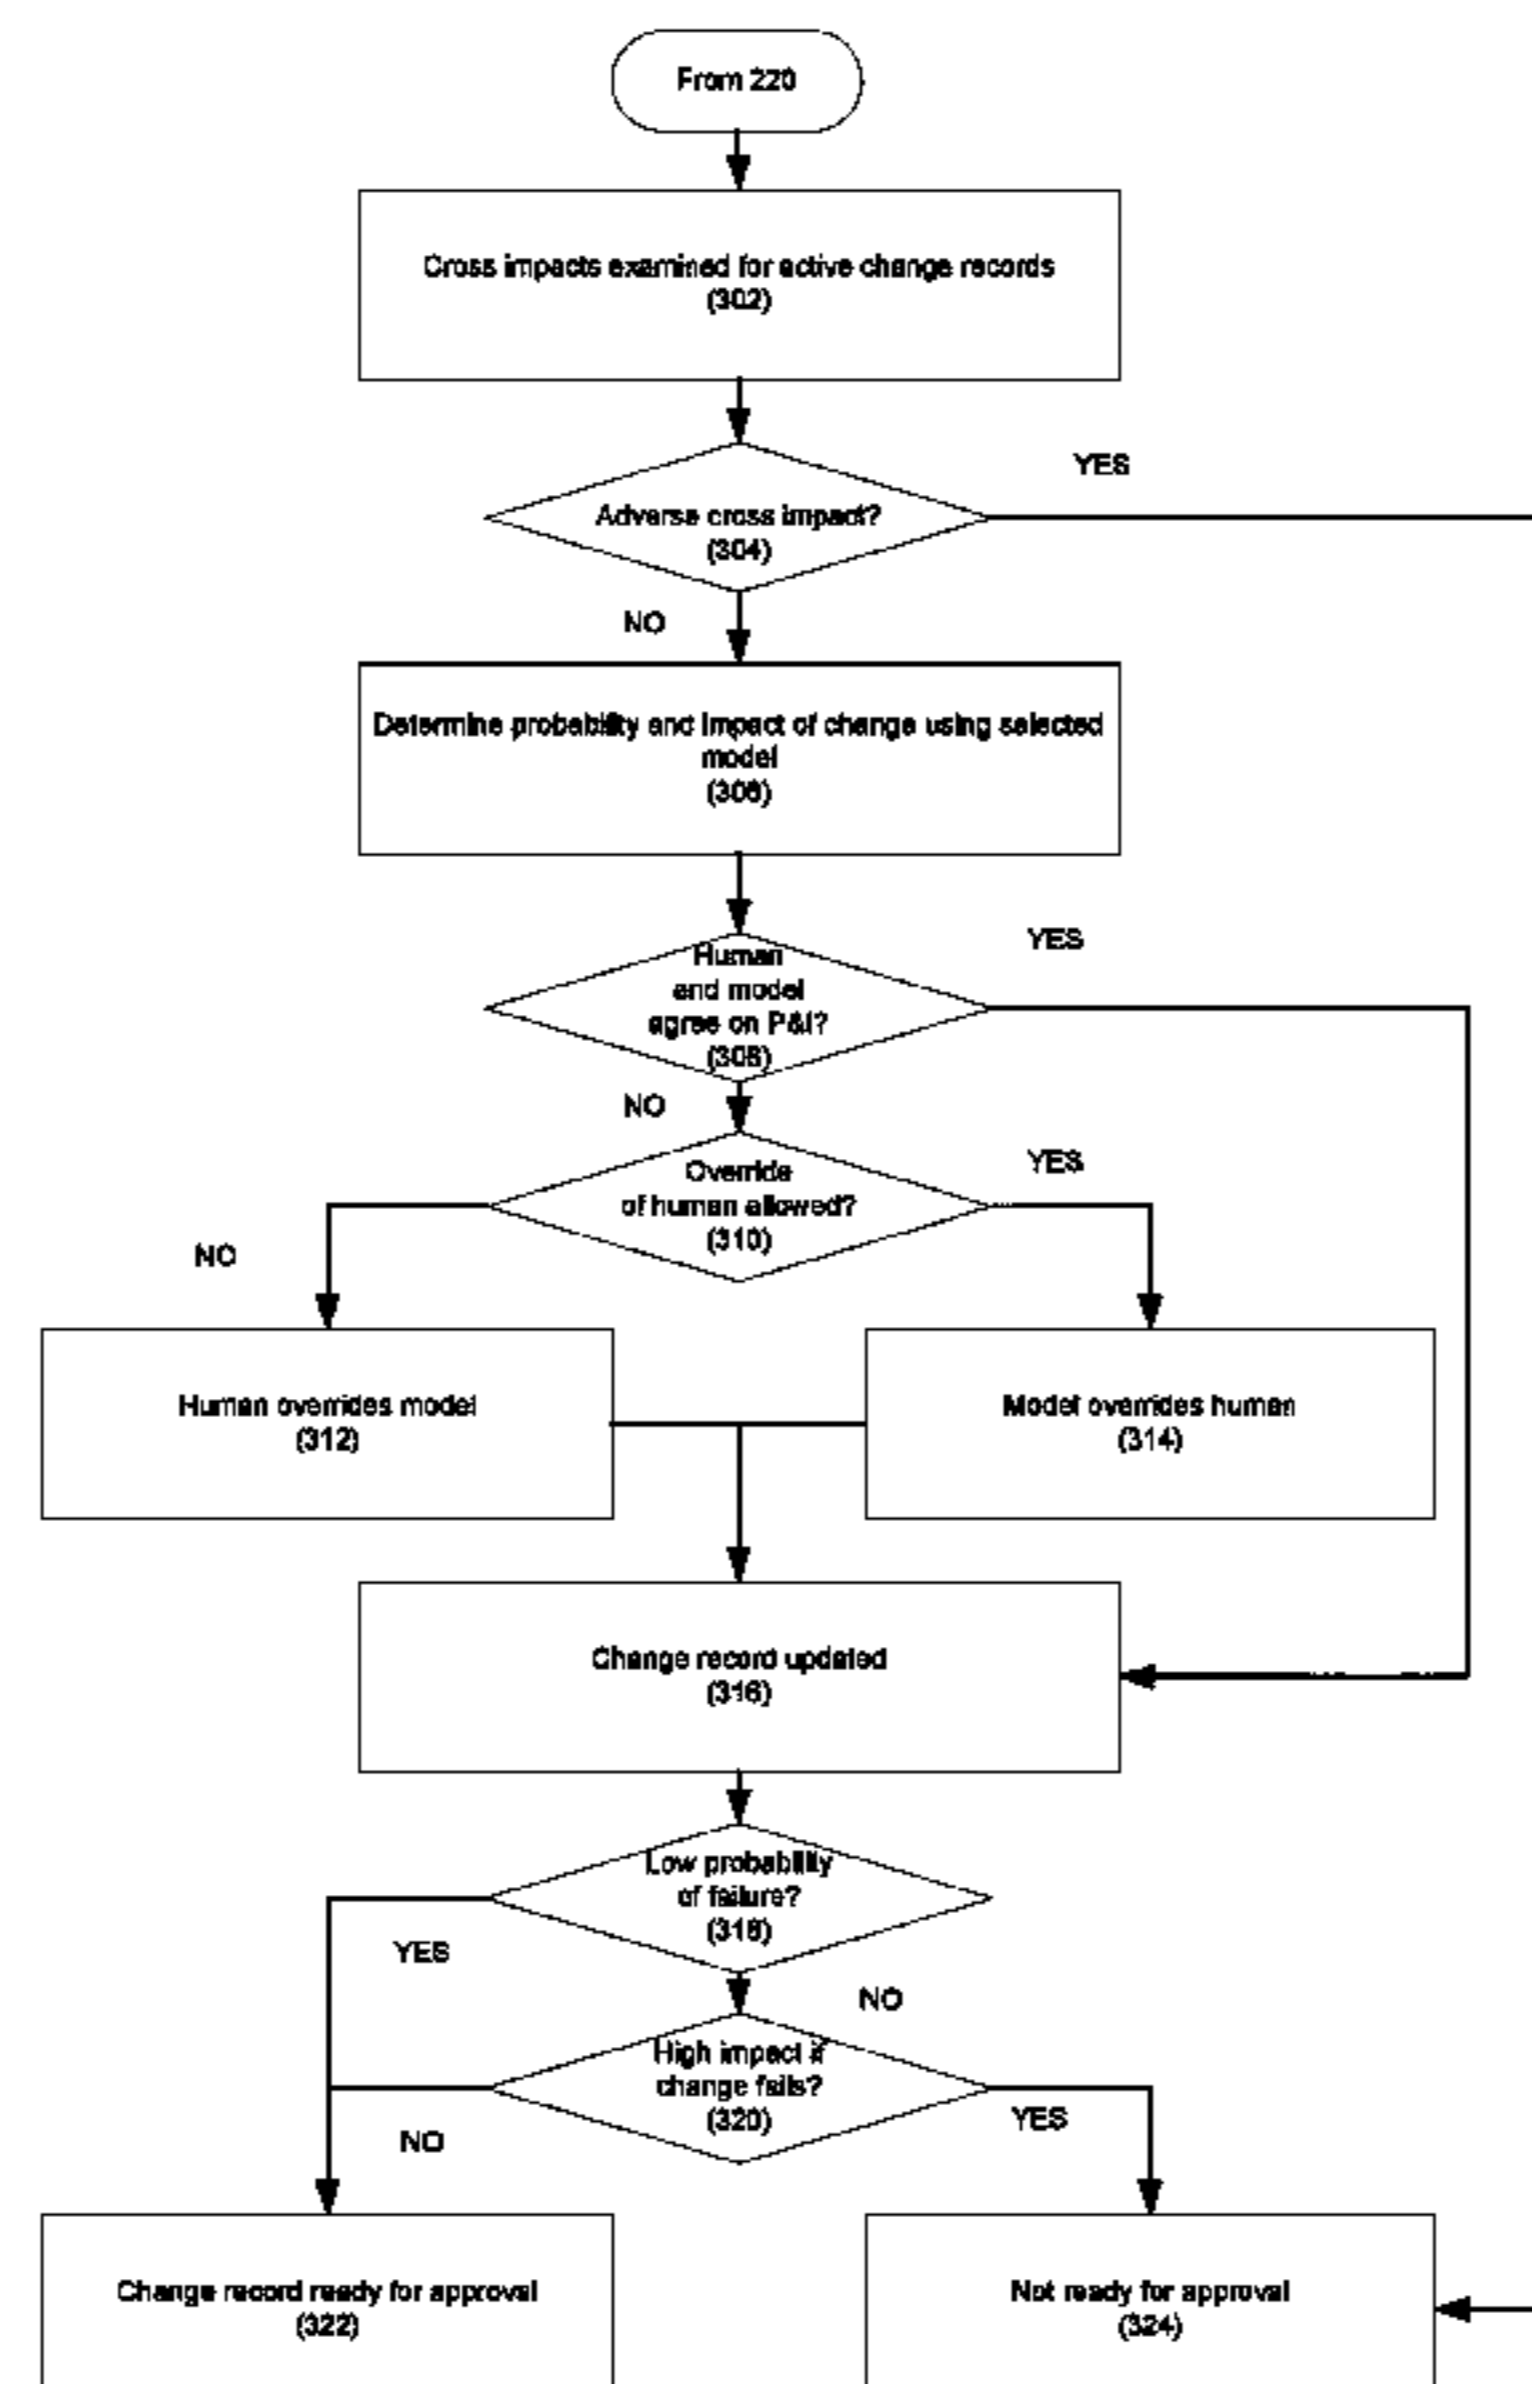 From 220
Cross impacts examined for active change records
(302)
YES
Adverse cross impact?
(304)
NO
Determine probability and impact of change using selected
model
(306)
YES
Human
and model
agree on P&I?
(308)
NO
YES
Override
of human allowed?
(310)
NO
Human overrides model
(312)
Model overrides human
(314)
Change record updated
(316)
Low probability
of failure?
(318)
YES
NO
High impact if
change fails?
(320)
YES
NO
Change record ready for approval
(322)
Not ready for approval
(324)